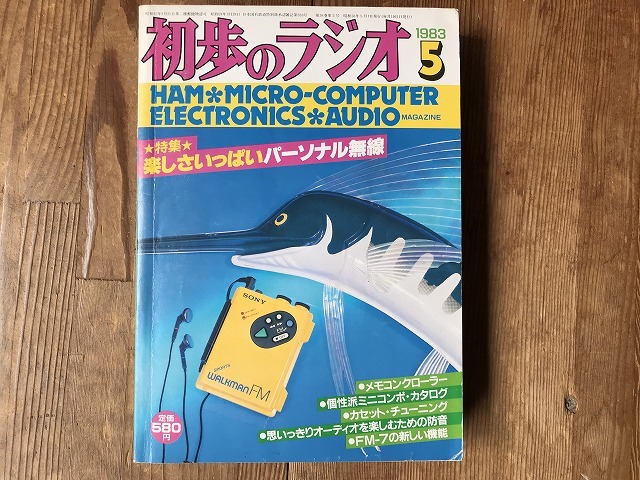 初歩のラジオ
1983
5
HAM*MICRO-COMPUTER
ELECTRONICS*AUDIO MAGAZINE
★特集★
楽しさいっぱいパーソナル無線
SONY
SPORTS
WALKMAN FM
●メモコンクローラー
●個性派ミニコンポ・カタログ
●カセット・チューニング
●思いっきりオーディオを楽しむための防音
●FM-7の新しい機能
定価
580
円